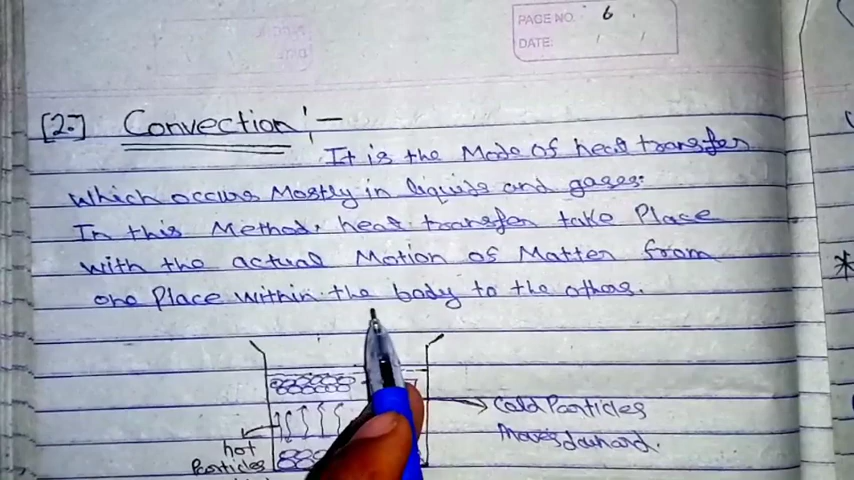 PAGE NO. 6
DATE: / /
[2.] Convection :-
It is the Mode of heat transfer
which occurs Mostly in liquids and gases.
In this Method, heat transfer take Place
with the actual Motion of Matter from
one Place within the body to the others.
Cold Particles
Moves
hot
Particles